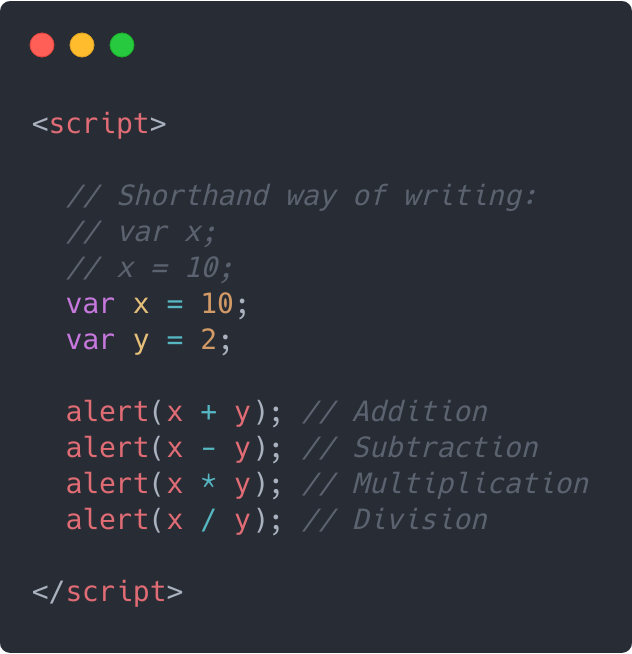 <script>
// Shorthand way of writing:
// var x;
// x = 10;
var x = 10;
var y = 2;
alert(x + y); // Addition
alert(x - y); // Subtraction
alert(x * y); // Multiplication
alert(x / y); // Division
</script>